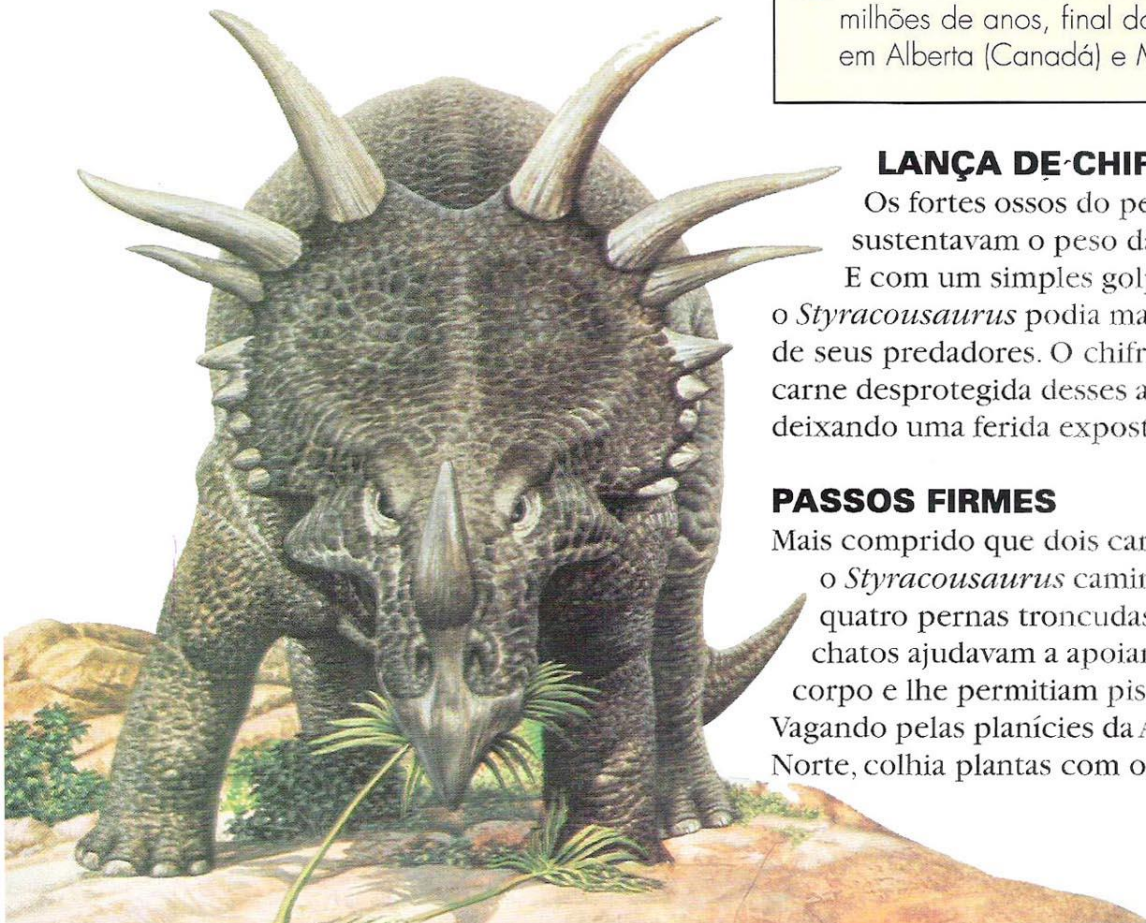 milhões de anos, final do
em Alberta (Canadá) e M
LANÇA DE CHIF
Os fortes ossos do pe
sustentavam o peso d
E com um simples gol
o Styracousaurus podia ma
de seus predadores. O chifr
carne desprotegida desses a
deixando uma ferida expost
PASSOS FIRMES
Mais comprido que dois car
o Styracousaurus camin
quatro pernas troncudas
chatos ajudavam a apoiar
corpo e lhe permitiam pis
Vagando pelas planícies da A
Norte, colhia plantas com o